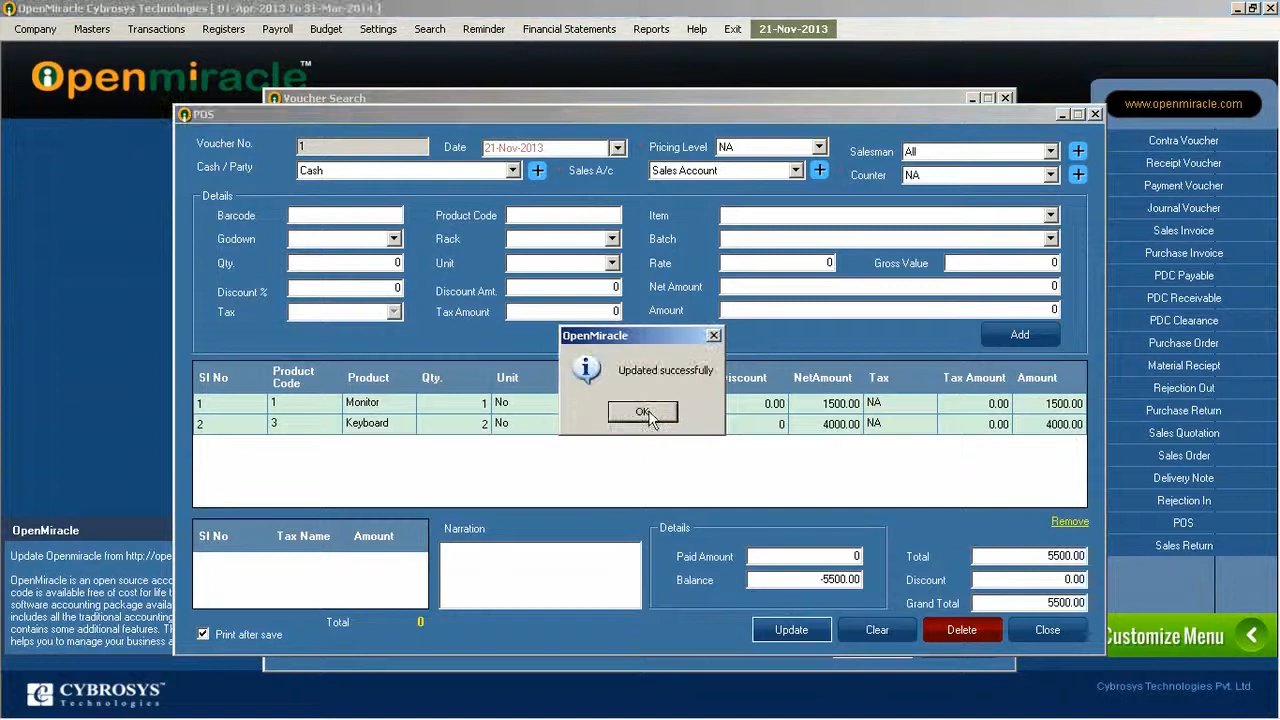 OpenMiracle Cybrosys Technologies [ 01-Apr-2013 To 31-Mar-2014 ]
Company Masters Transactions Registers Payroll Budget Settings Search Reminder Financial Statements Reports Help Exit 21-Nov-2013
Openmiracle™
www.openmiracle.com
Voucher Search
POS
Voucher No. 1 Date 21-Nov-2013 Pricing Level NA Salesman All
Cash / Party Cash Sales A/c Sales Account Counter NA
Details
Barcode Product Code Item
Godown Rack Batch
Qty. 0 Unit Rate 0 Gross Value 0
Discount % 0 Discount Amt. 0 Net Amount 0
Tax Tax Amount 0 Amount 0
Add
OpenMiracle
Updated successfully
OK
Sl No Product Code Product Qty. Unit Discount NetAmount Tax Tax Amount Amount
1 1 Monitor 1 No 0.00 1500.00 NA 0.00 1500.00
2 3 Keyboard 2 No 0 4000.00 NA 0.00 4000.00
Remove
Sl No Tax Name Amount
Total 0
Narration
Details
Paid Amount 0
Balance -5500.00
Total 5500.00
Discount 0.00
Grand Total 5500.00
Print after save
Update Clear Delete Close
Contra Voucher
Receipt Voucher
Payment Voucher
Journal Voucher
Sales Invoice
Purchase Invoice
PDC Payable
PDC Receivable
PDC Clearance
Purchase Order
Material Reciept
Rejection Out
Purchase Return
Sales Quotation
Sales Order
Delivery Note
Rejection In
POS
Sales Return
Customize Menu
OpenMiracle
Update Openmiracle from http://ope
OpenMiracle is an open source acco
code is available free of cost for life t
software accounting package availa
includes all the traditional accounting
contains some additional features. Th
helps you to manage your business a
CYBROSYS™
Technologies
Cybrosys Technologies Pvt. Ltd.